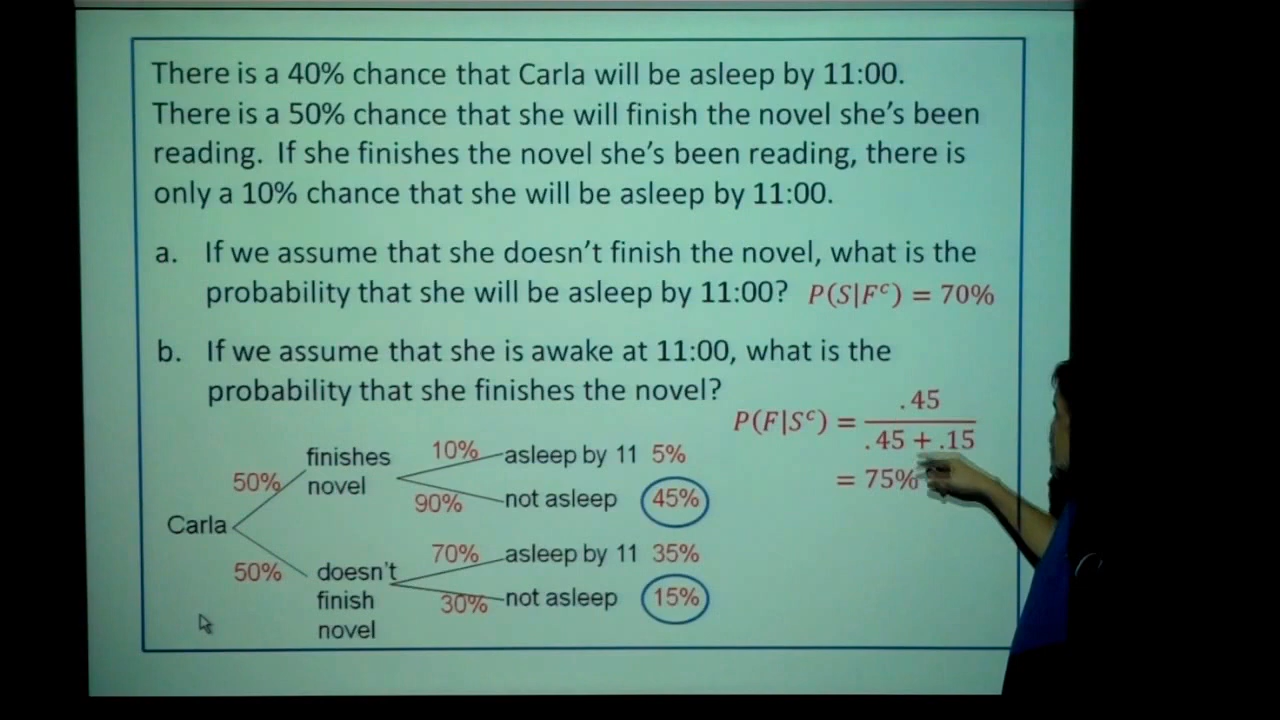 There is a 40% chance that Carla will be asleep by 11:00.
There is a 50% chance that she will finish the novel she's been
reading. If she finishes the novel she's been reading, there is
only a 10% chance that she will be asleep by 11:00.
a. If we assume that she doesn't finish the novel, what is the
probability that she will be asleep by 11:00? P(S|Fᶜ) = 70%
b. If we assume that she is awake at 11:00, what is the
probability that she finishes the novel?
P(F|Sᶜ) = .45 / .45 + .15
= 75%
Carla
50%
finishes
novel
10% asleep by 11 5%
90% not asleep 45%
50%
doesn't
finish
novel
70% asleep by 11 35%
30% not asleep 15%